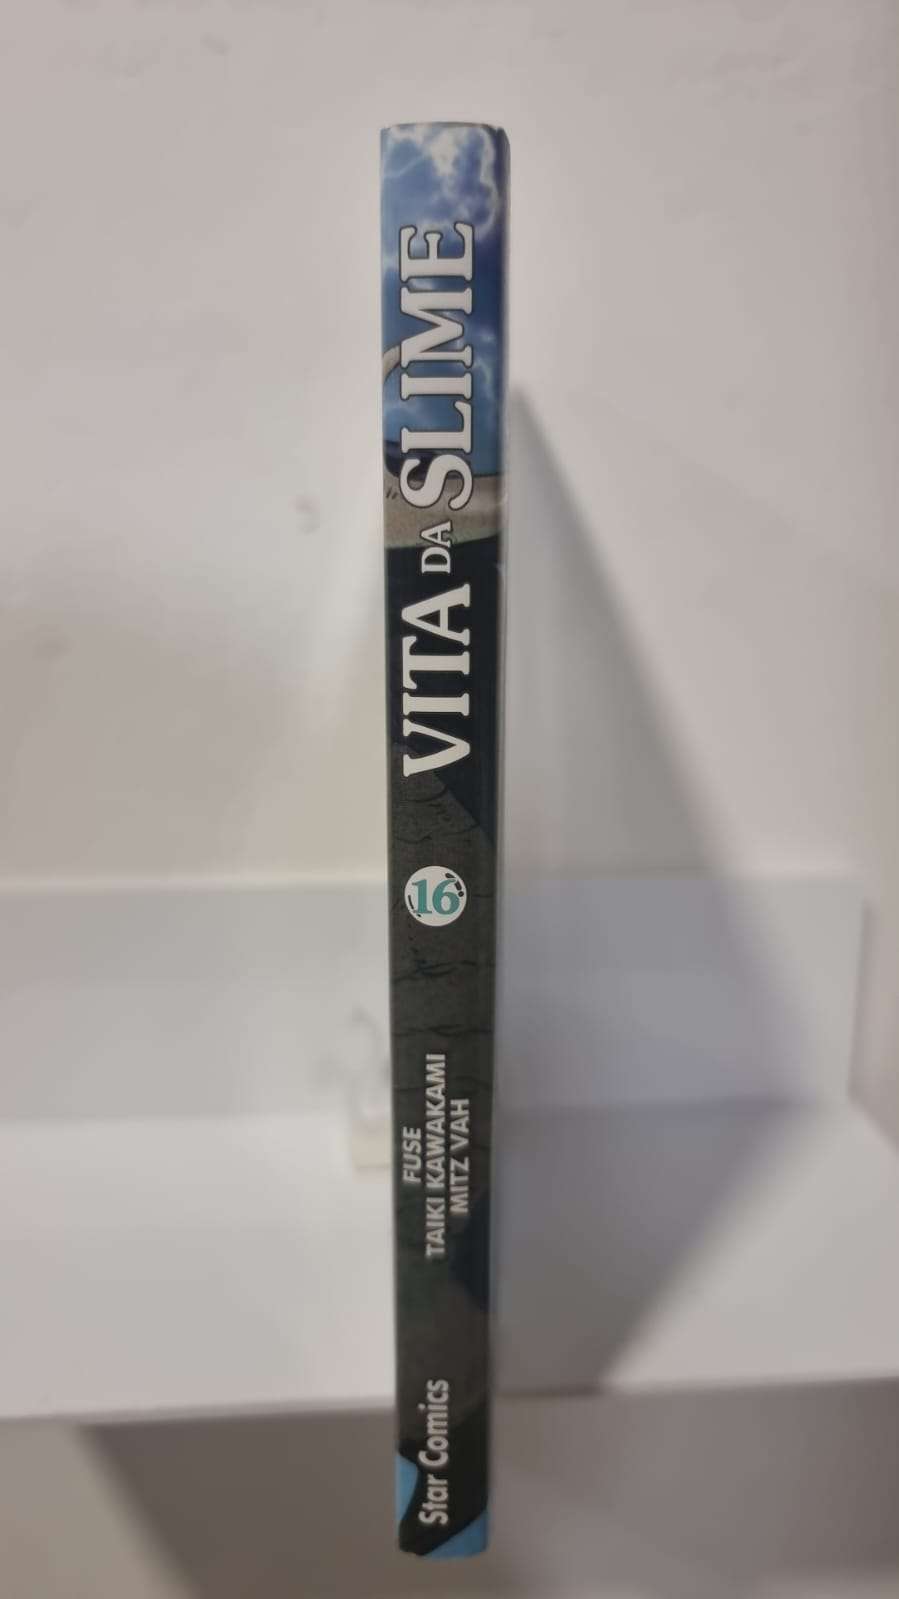 VITA DA SLIME
16
FUSE
TAIKI KAWAKAMI
MITZ VAH
Star Comics